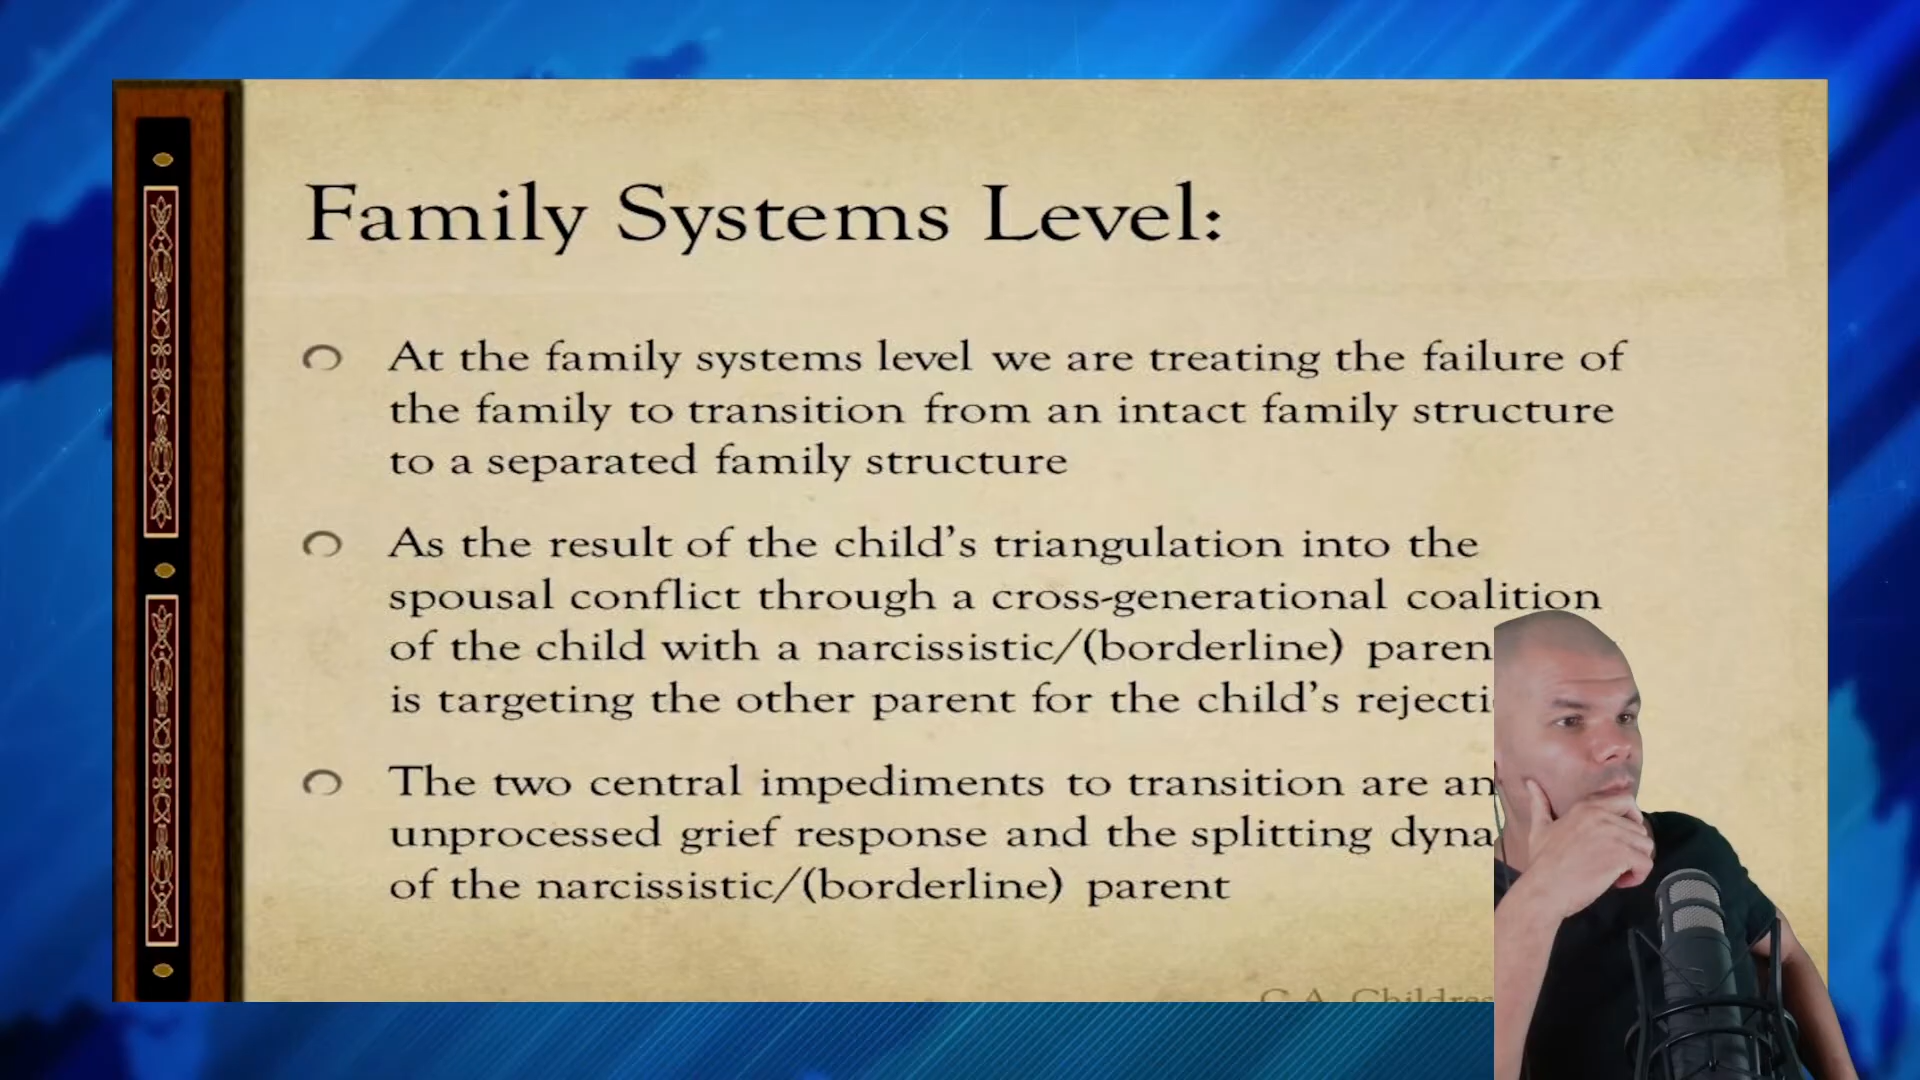 Family Systems Level:
At the family systems level we are treating the failure of
the family to transition from an intact family structure
to a separated family structure
As the result of the child’s triangulation into the
spousal conflict through a cross-generational coalition
of the child with a narcissistic/(borderline)
is targeting the other parent for the child’s
The two central impediments to transition are an
unprocessed grief response and the splitting
of the narcissistic/(borderline) parent
C.A.